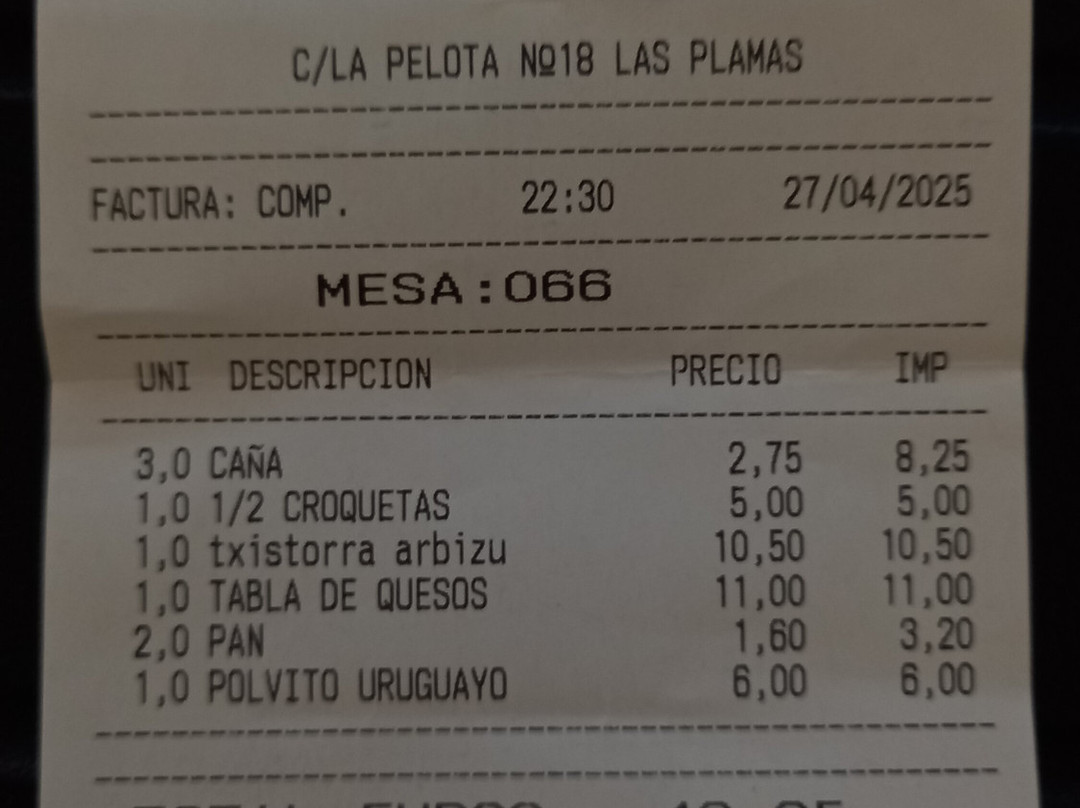 C/LA PELOTA Nº18 LAS PLAMAS
FACTURA: COMP. 22:30 27/04/2025
MESA:066
UNI DESCRIPCION PRECIO IMP
3,0 CAÑA 2,75 8,25
1,0 1/2 CROQUETAS 5,00 5,00
1,0 txistorra arbizu 10,50 10,50
1,0 TABLA DE QUESOS 11,00 11,00
2,0 PAN 1,60 3,20
1,0 POLVITO URUGUAYO 6,00 6,00